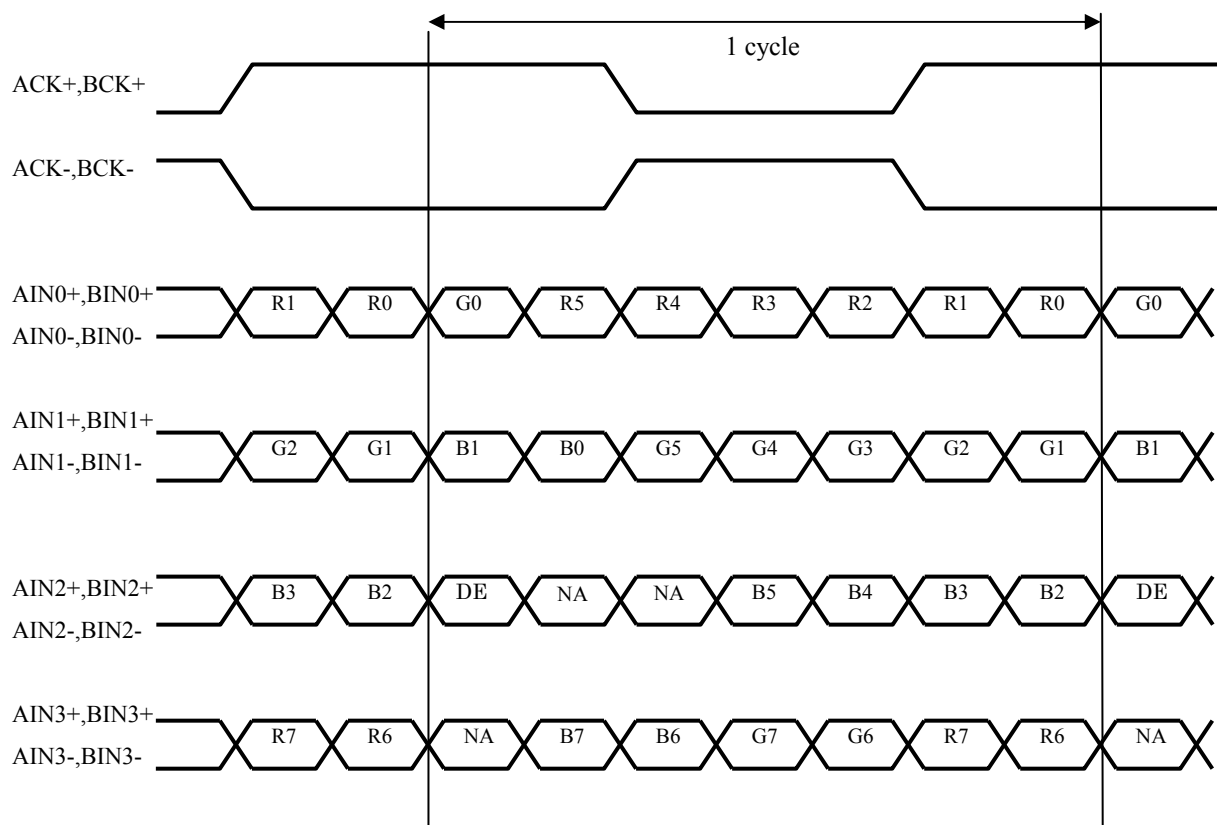 1 cycle
ACK+,BCK+
ACK-,BCK-
AIN0+,BIN0+
R1 R0 G0 R5 R4 R3 R2 R1 R0 G0
AIN0-,BIN0-
AIN1+,BIN1+
G2 G1 B1 B0 G5 G4 G3 G2 G1 B1
AIN1-,BIN1-
AIN2+,BIN2+
B3 B2 DE NA NA B5 B4 B3 B2 DE
AIN2-,BIN2-
AIN3+,BIN3+
R7 R6 NA B7 B6 G7 G6 R7 R6 NA
AIN3-,BIN3-